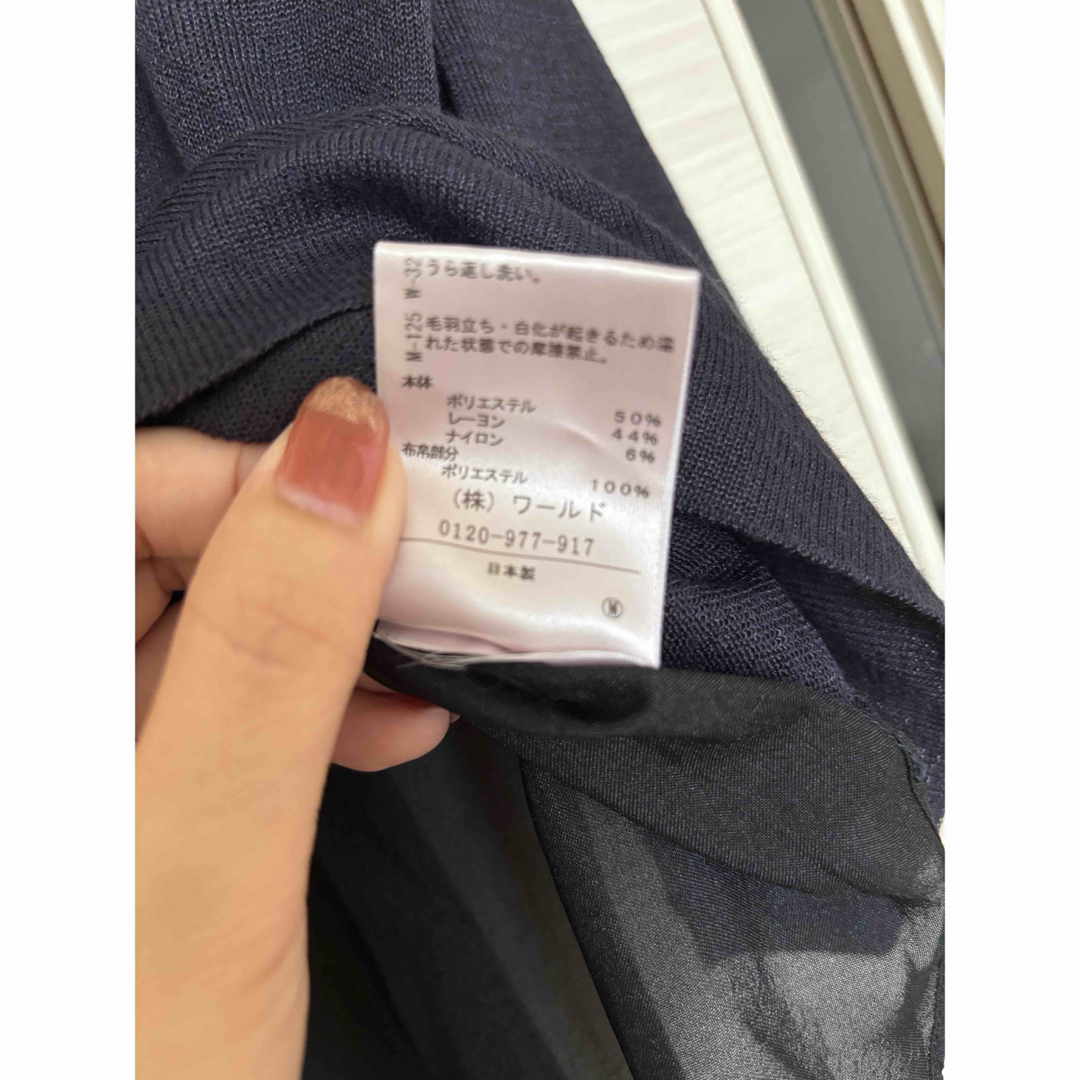 W-32
うら返し洗い。
W-125
毛羽立ち・白化が起きるため濡
れた状態での摩擦禁止。
本体
ポリエステル 50%
レーヨン 44%
ナイロン 6%
布帛部分
ポリエステル 100%
(株)ワールド
0120-977-917
日本製
Ⓦ